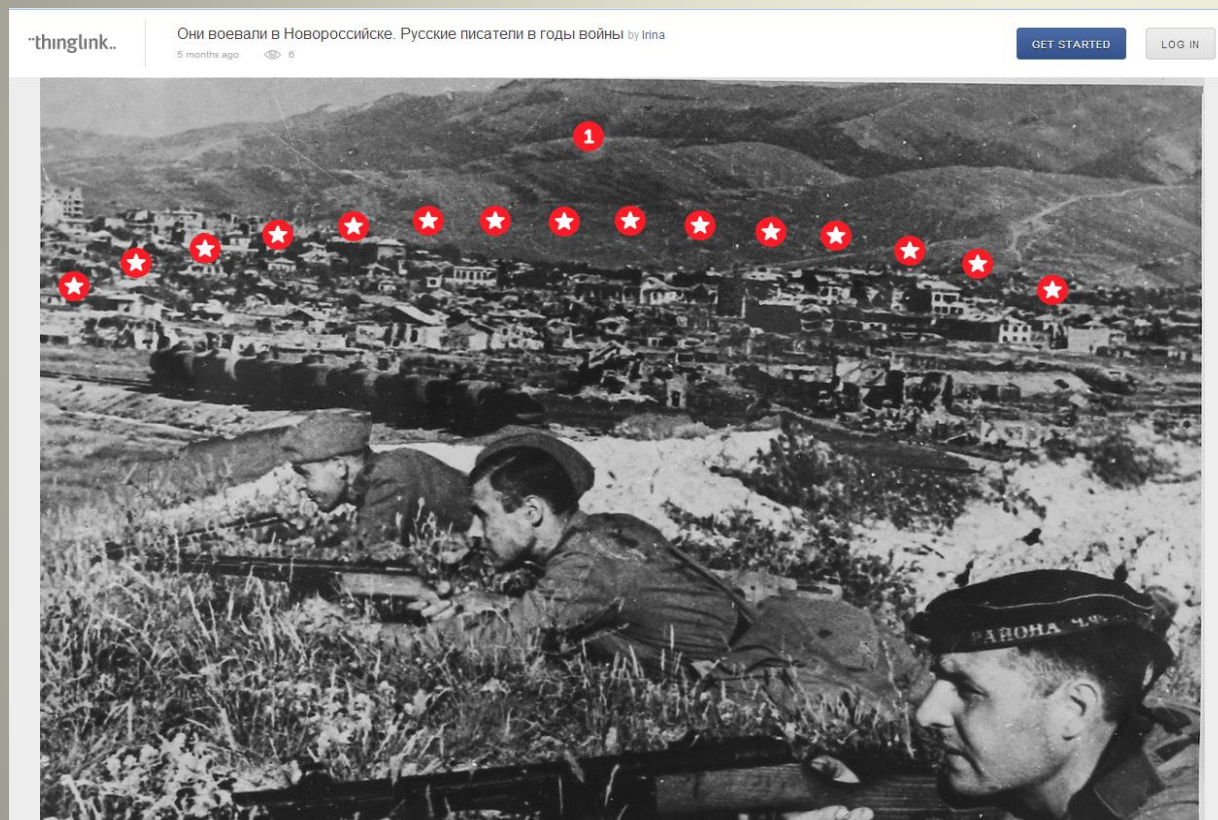 thinglink..
Они воевали в Новороссийске. Русские писатели в годы войны by Irina
5 months ago 6
GET STARTED
LOG IN
1
РАЙОНА Ч.Ф.